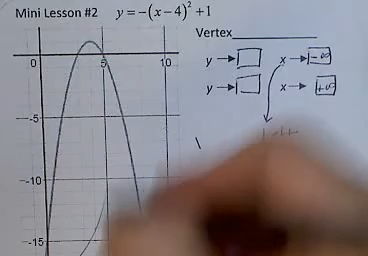 Mini Lesson #2 y = −(x − 4)² + 1
Vertex
0 5 10
y → □ x → −∞
y → □ x → +∞
−5
−10
−15